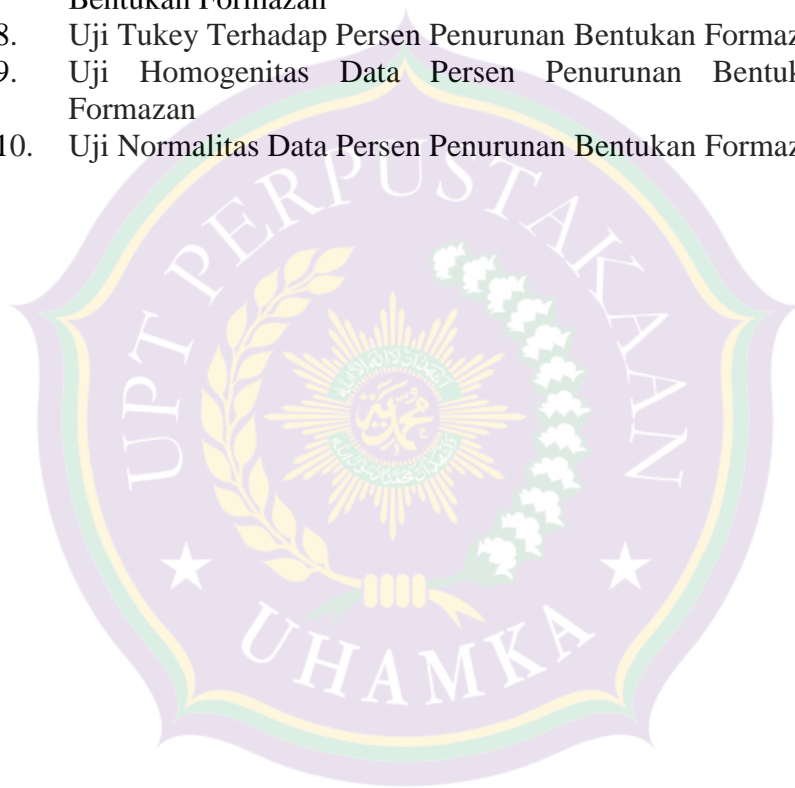 Bentukan Formazan
8. Uji Tukey Terhadap Persen Penurunan Bentukan Formaz
9. Uji Homogenitas Data Persen Penurunan Bentuk
Formazan
10. Uji Normalitas Data Persen Penurunan Bentukan Formaz
UPT PERPUSTAKAAN
UHAMKA
محمدية